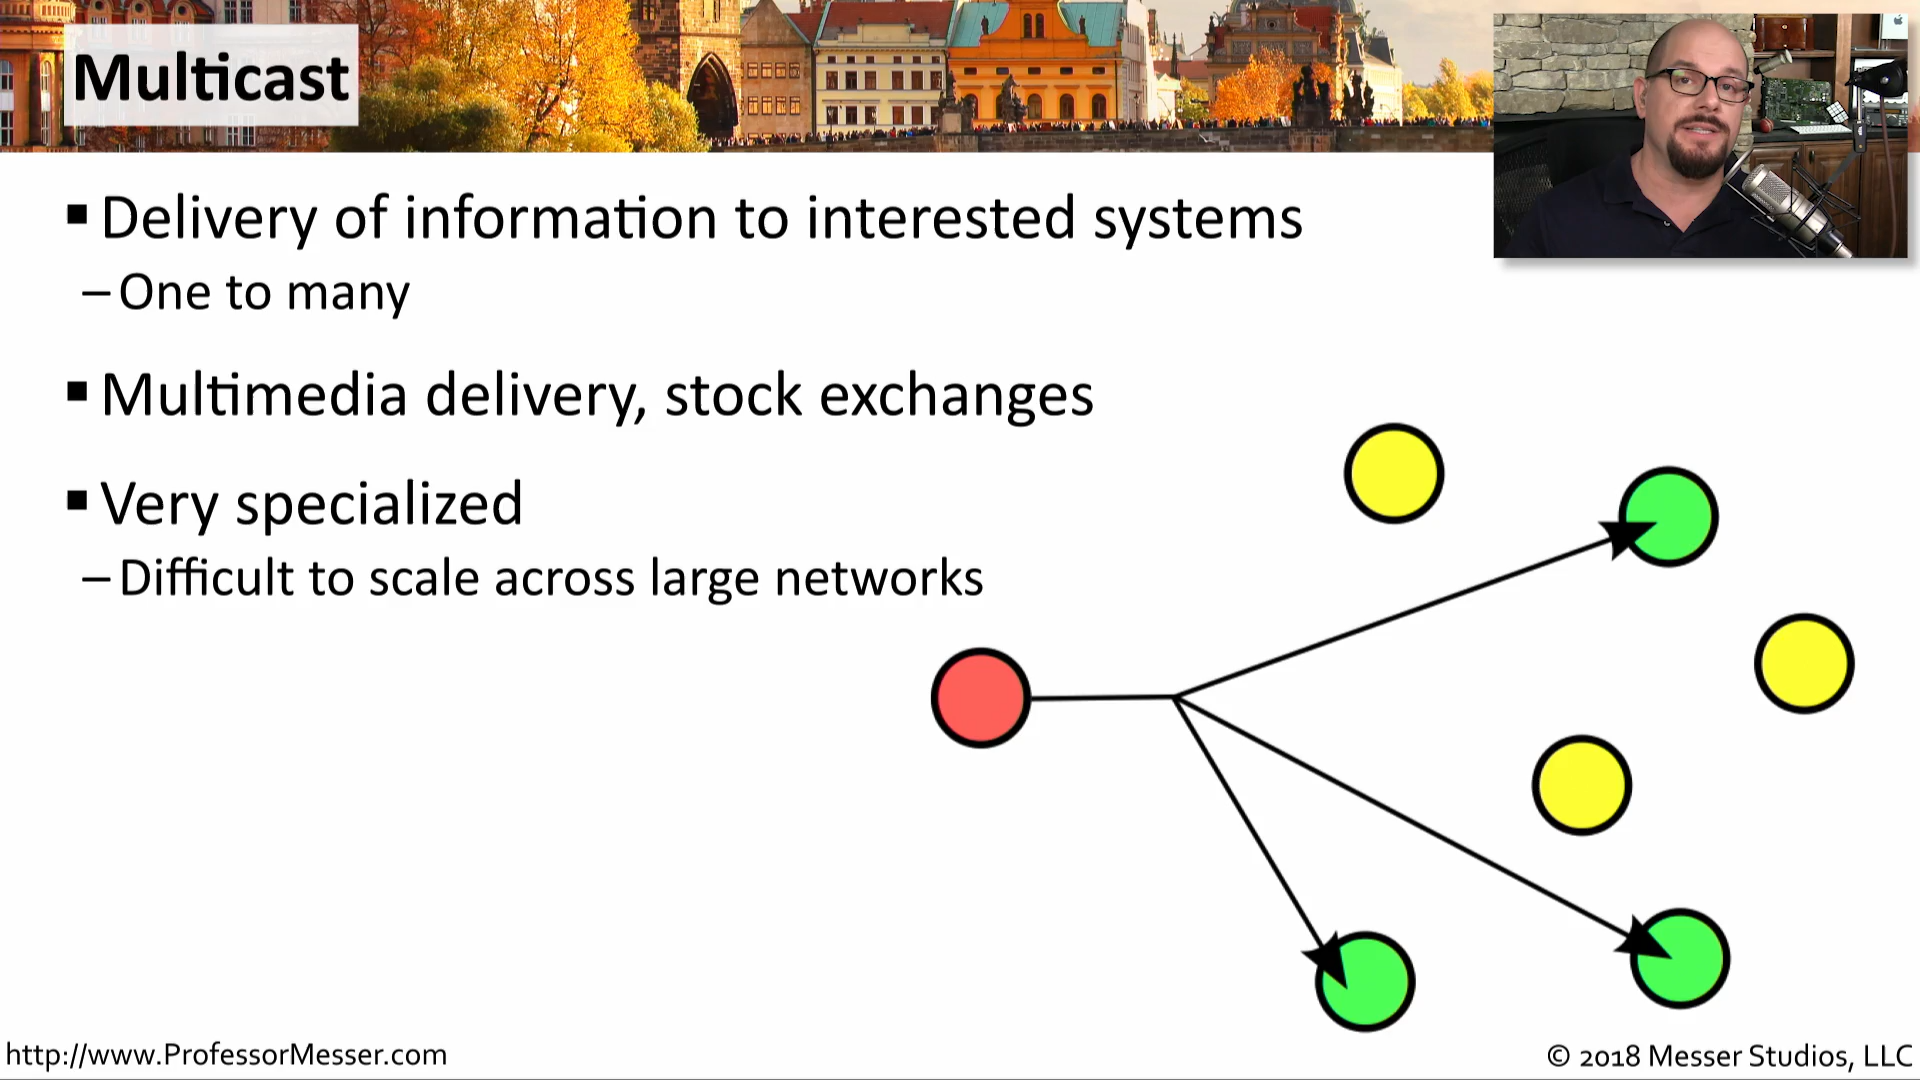 Multicast
▪ Delivery of information to interested systems
– One to many
▪ Multimedia delivery, stock exchanges
▪ Very specialized
– Difficult to scale across large networks
http://www.ProfessorMesser.com
© 2018 Messer Studios, LLC